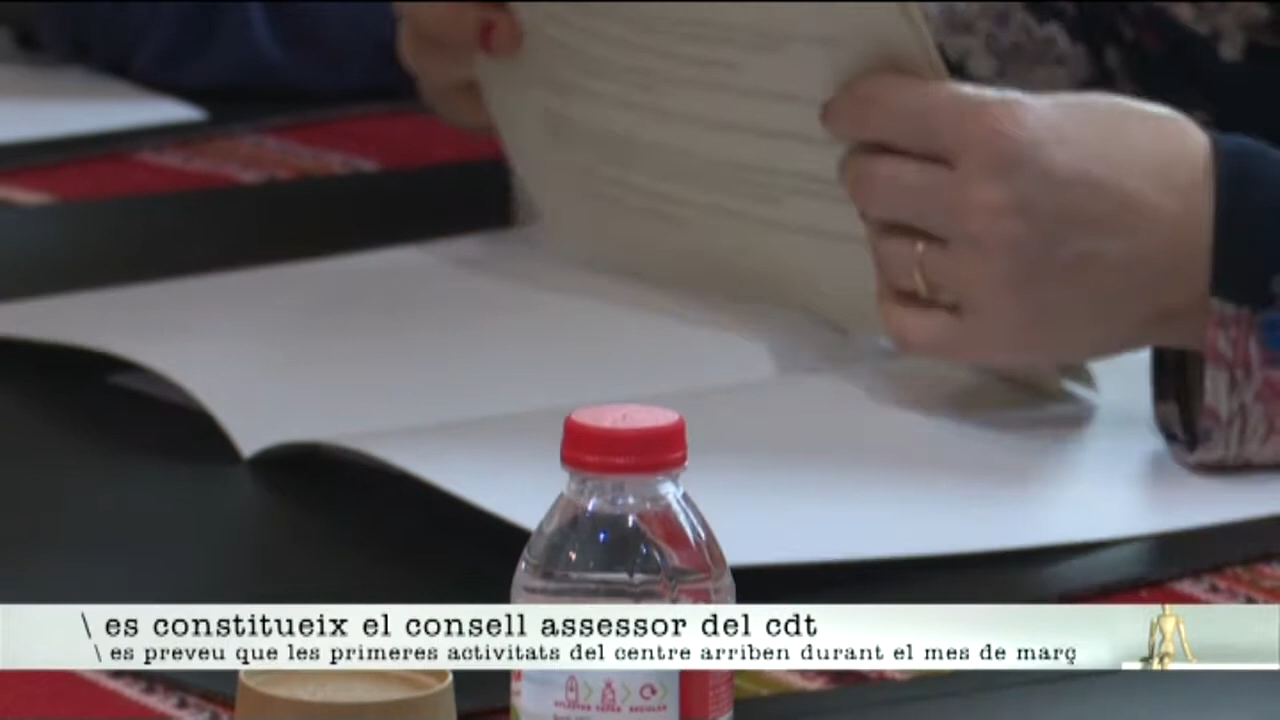 \ es constitueix el consell assessor del cdt
\ es preveu que les primeres activitats del centre arriben durant el mes de març